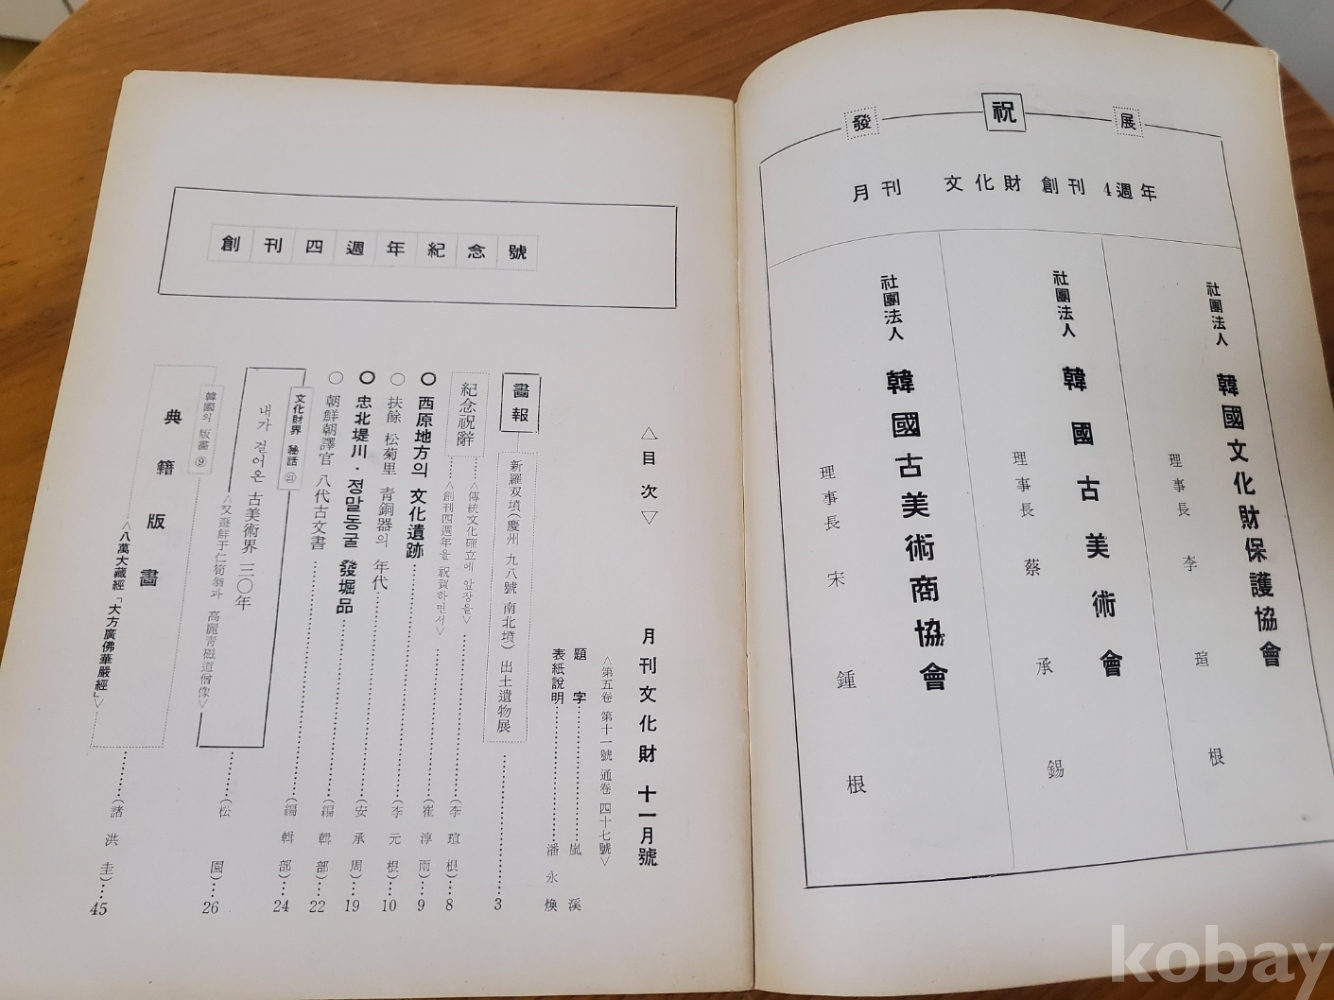 祝
發 展
月刊 文化財 創刊 4週年
社團法人 韓國文化財保護協會
理事長 李瑄根
社團法人 韓國古美術會
理事長 蔡承錫
社團法人 韓國古美術商協會
理事長 宋鍾根
創刊四週年紀念號
△目次▽
月刊文化財 十一月號
<第五卷 第十一號 通卷 四十七號>
題字 嵐溪
表紙說明 潘永煥
畫報
新羅双墳(慶州 九八號 南北墳) 出土遺物展 3
紀念祝辭
<傳統文化確立에 앞장을>
<創刊四週年을 祝賀하면서> (李瑄根) 8
○ 西原地方의 文化遺跡 (崔淳雨) 9
○ 扶餘 松菊里 青銅器의 年代 (李元根) 10
○ 忠北堤川·점말동굴 發堀品 (安承周) 19
○ 朝鮮朝譯官 八代古文書 (編輯部) 22
文化財界 秘話 ㉑ (編輯部) 24
내가 걸어온 古美術界 三○年
<又進鮮于仁筍翁과 高麗靑磁道僧像> (松園) 26
韓國의 版畫 ⑨
典籍版畫
<八萬大藏經「大方廣佛華嚴經」> (諸洪圭) 45
kobay